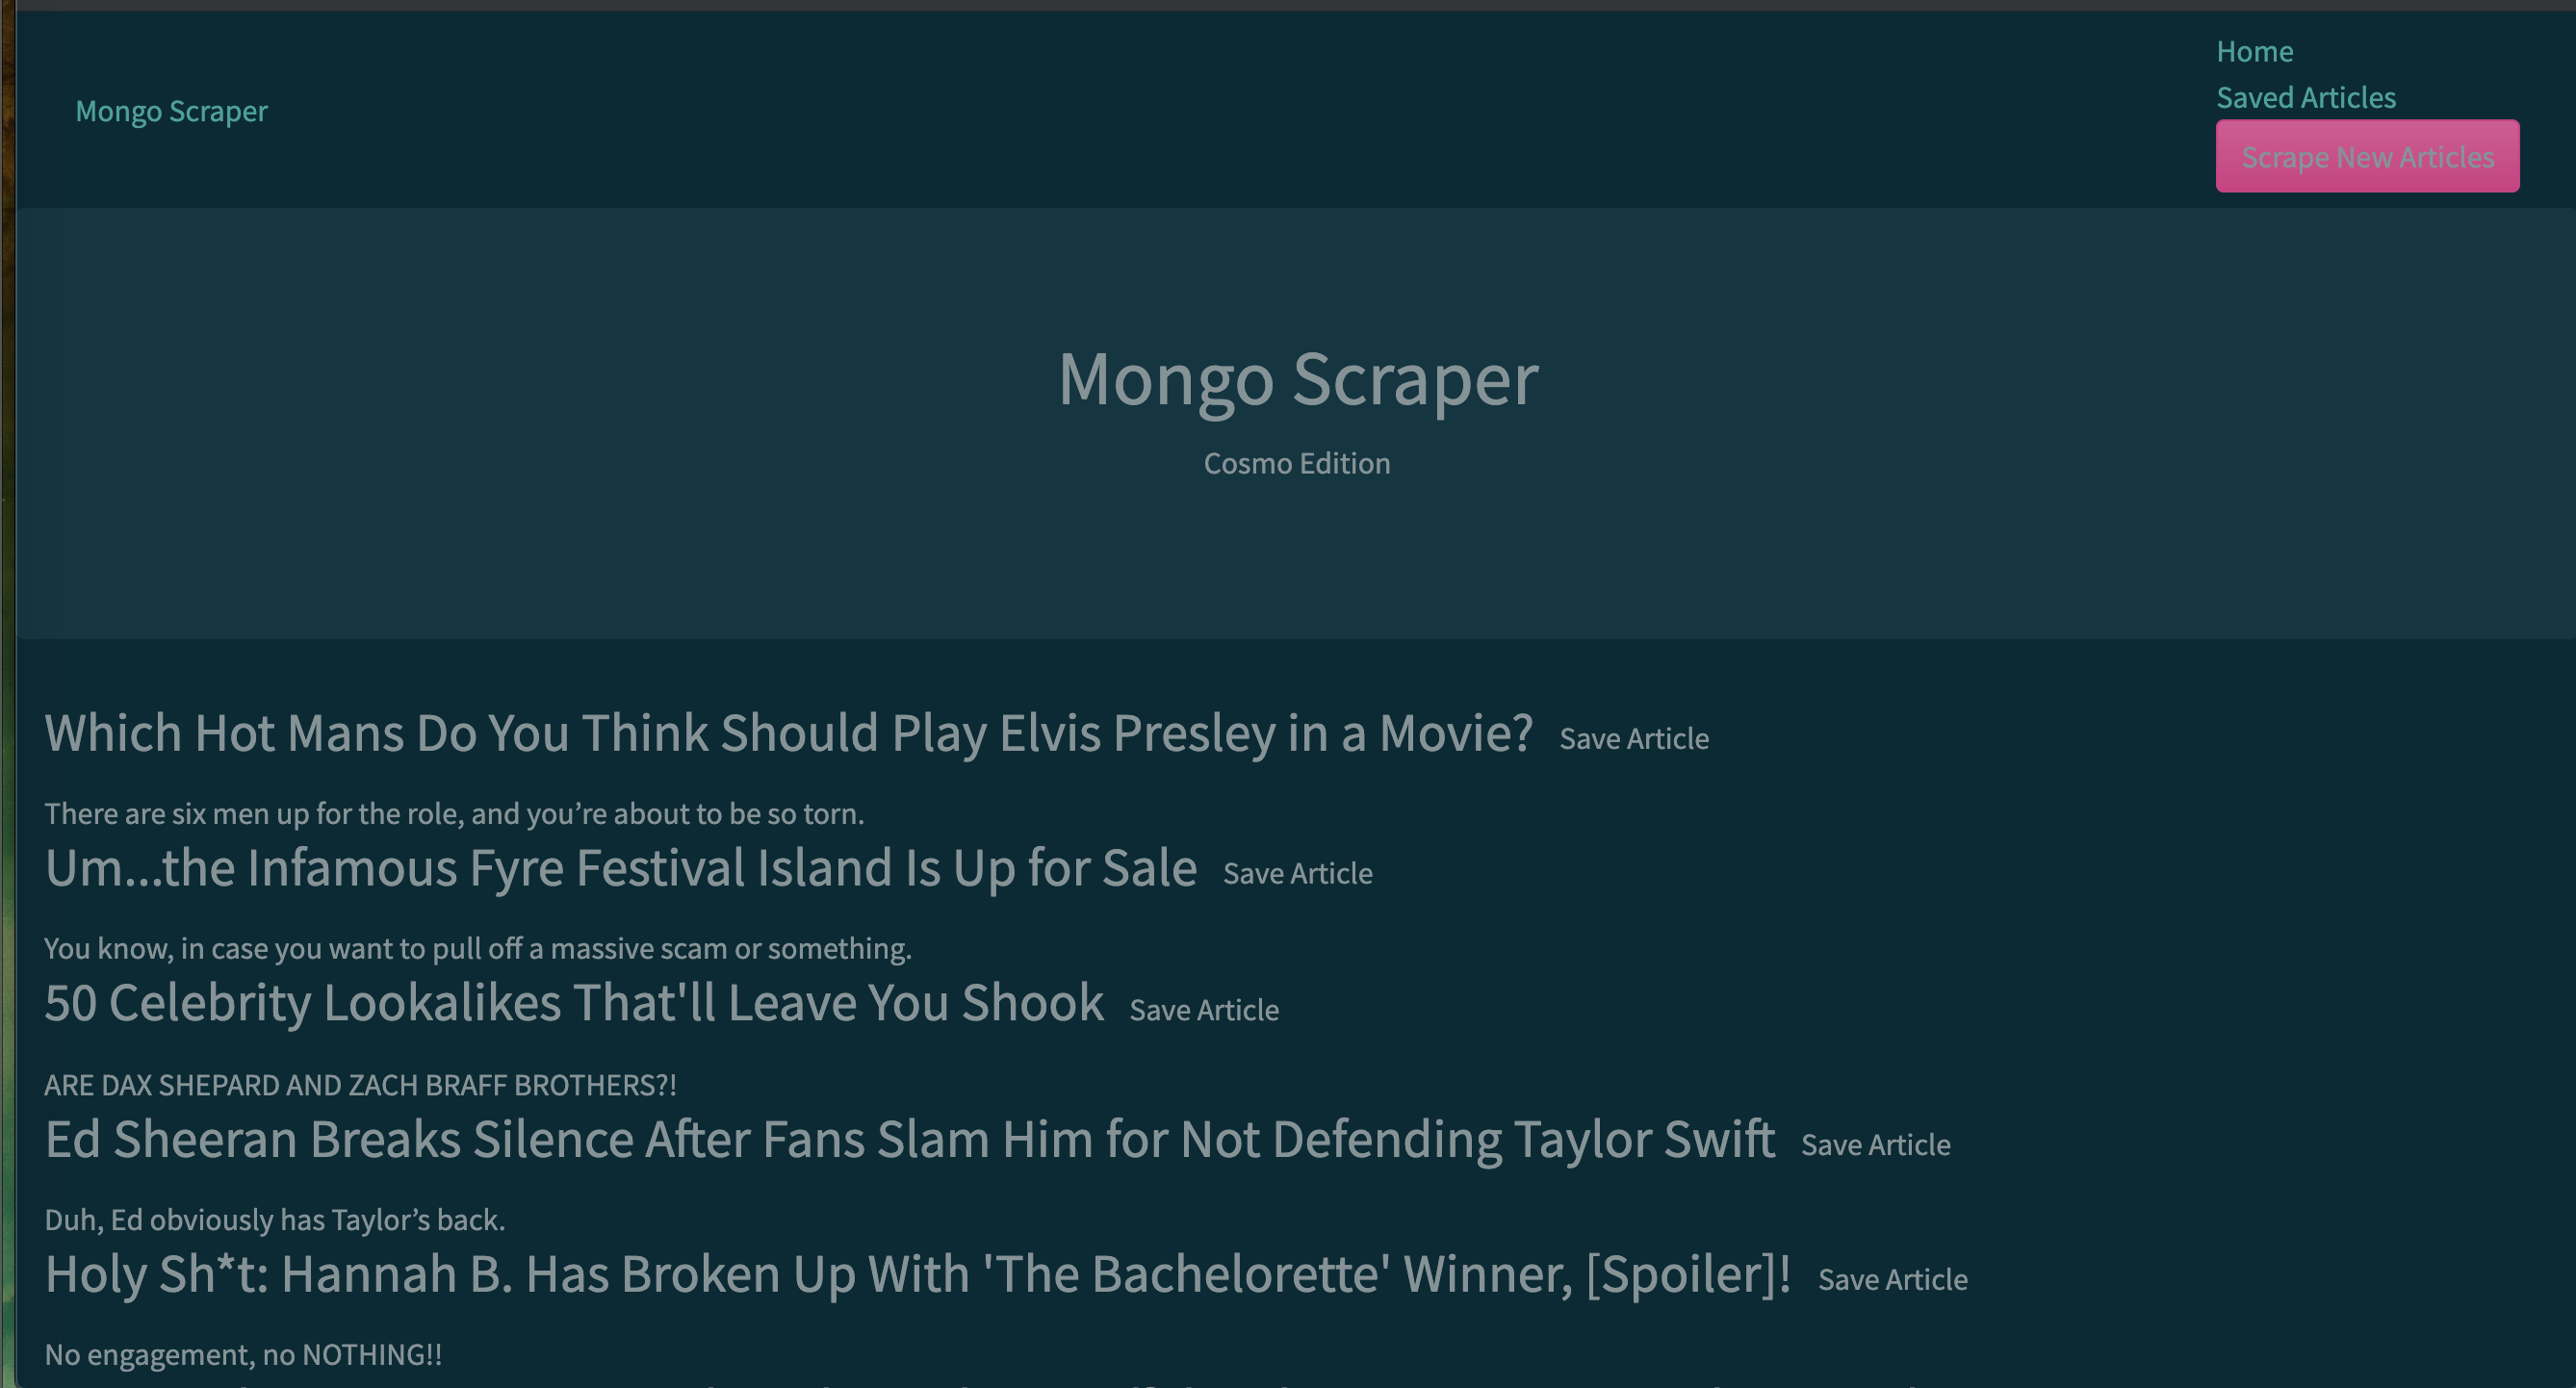 Mongo Scraper
Home
Saved Articles
Scrape New Articles
Mongo Scraper
Cosmo Edition
Which Hot Mans Do You Think Should Play Elvis Presley in a Movie? Save Article
There are six men up for the role, and you’re about to be so torn.
Um...the Infamous Fyre Festival Island Is Up for Sale Save Article
You know, in case you want to pull off a massive scam or something.
50 Celebrity Lookalikes That'll Leave You Shook Save Article
ARE DAX SHEPARD AND ZACH BRAFF BROTHERS?!
Ed Sheeran Breaks Silence After Fans Slam Him for Not Defending Taylor Swift Save Article
Duh, Ed obviously has Taylor’s back.
Holy Sh*t: Hannah B. Has Broken Up With 'The Bachelorette' Winner, [Spoiler]! Save Article
No engagement, no NOTHING!!